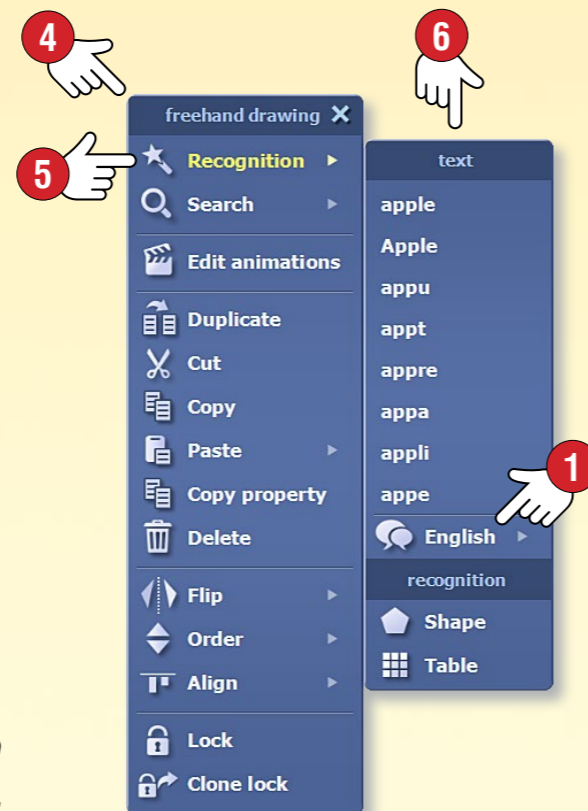 4
6
freehand drawing
5
Recognition
Search
Edit animations
Duplicate
Cut
Copy
Paste
Copy property
Delete
Flip
Order
Align
Lock
Clone lock
text
apple
Apple
appu
appt
appre
appa
appli
appe
1
English
recognition
Shape
Table